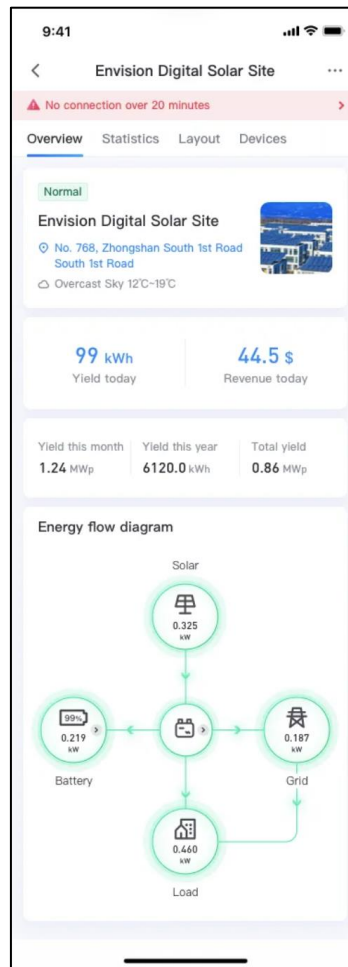 9:41
Envision Digital Solar Site
No connection over 20 minutes
Overview Statistics Layout Devices
Normal
Envision Digital Solar Site
No. 768, Zhongshan South 1st Road
South 1st Road
Overcast Sky 12℃~19℃
99 kWh 44.5 $
Yield today Revenue today
Yield this month Yield this year Total yield
1.24 MWp 6120.0 kWh 0.86 MWp
Energy flow diagram
Solar
0.325
kW
99%
0.219
kW
Battery
0.187
kW
Grid
0.460
kW
Load